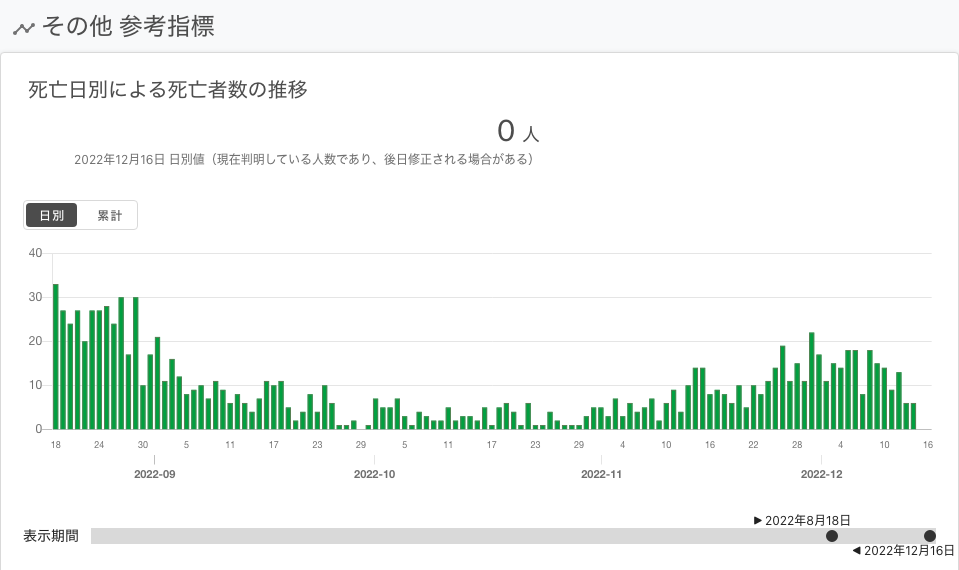 その他 参考指標
死亡日別による死亡者数の推移
0 人
2022年12月16日 日別値（現在判明している人数であり、後日修正される場合がある）
日別 累計
40
30
20
10
0
18 24 30 5 11 17 23 29 5 11 17 23 29 4 10 16 22 28 4 10 16
2022-09 2022-10 2022-11 2022-12
▶ 2022年8月18日
表示期間
◀ 2022年12月16日